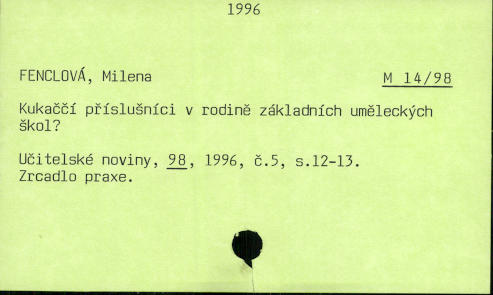 1996
FENCLOVÁ, Milena M 14/98
Kukaččí příslušníci v rodině základních uměleckých
škol?
Učitelské noviny, 98, 1996, č.5, s.12-13.
Zrcadlo praxe.